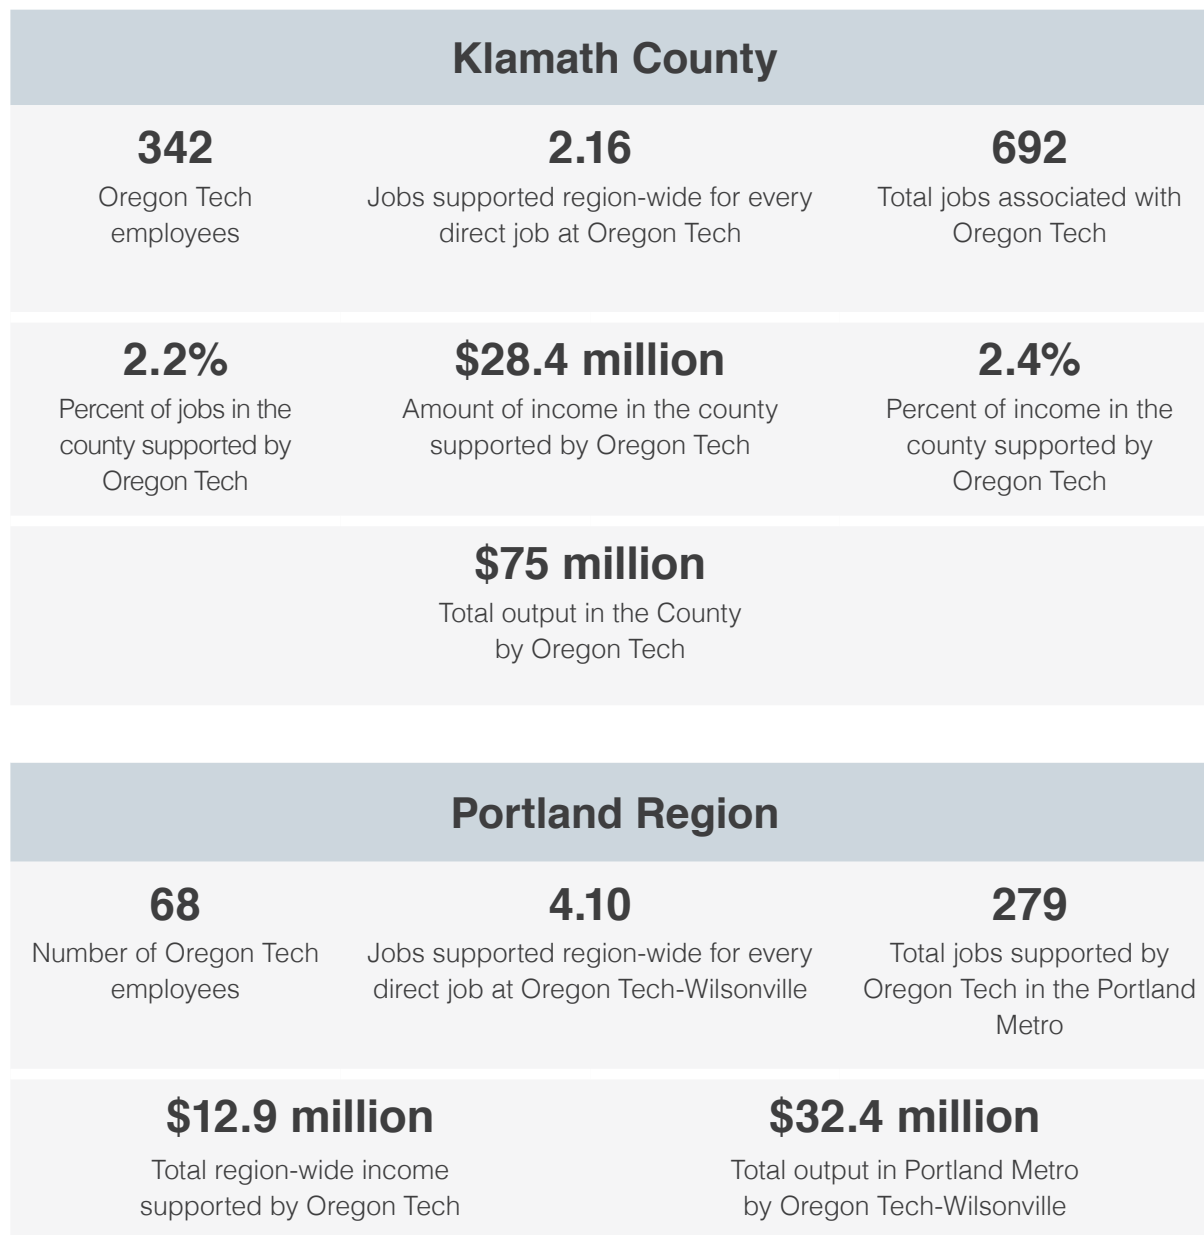 Klamath County
342
Oregon Tech
employees
2.16
Jobs supported region-wide for every
direct job at Oregon Tech
692
Total jobs associated with
Oregon Tech
2.2%
Percent of jobs in the
county supported by
Oregon Tech
$28.4 million
Amount of income in the county
supported by Oregon Tech
2.4%
Percent of income in the
county supported by
Oregon Tech
$75 million
Total output in the County
by Oregon Tech
Portland Region
68
Number of Oregon Tech
employees
4.10
Jobs supported region-wide for every
direct job at Oregon Tech-Wilsonville
279
Total jobs supported by
Oregon Tech in the Portland
Metro
$12.9 million
Total region-wide income
supported by Oregon Tech
$32.4 million
Total output in Portland Metro
by Oregon Tech-Wilsonville